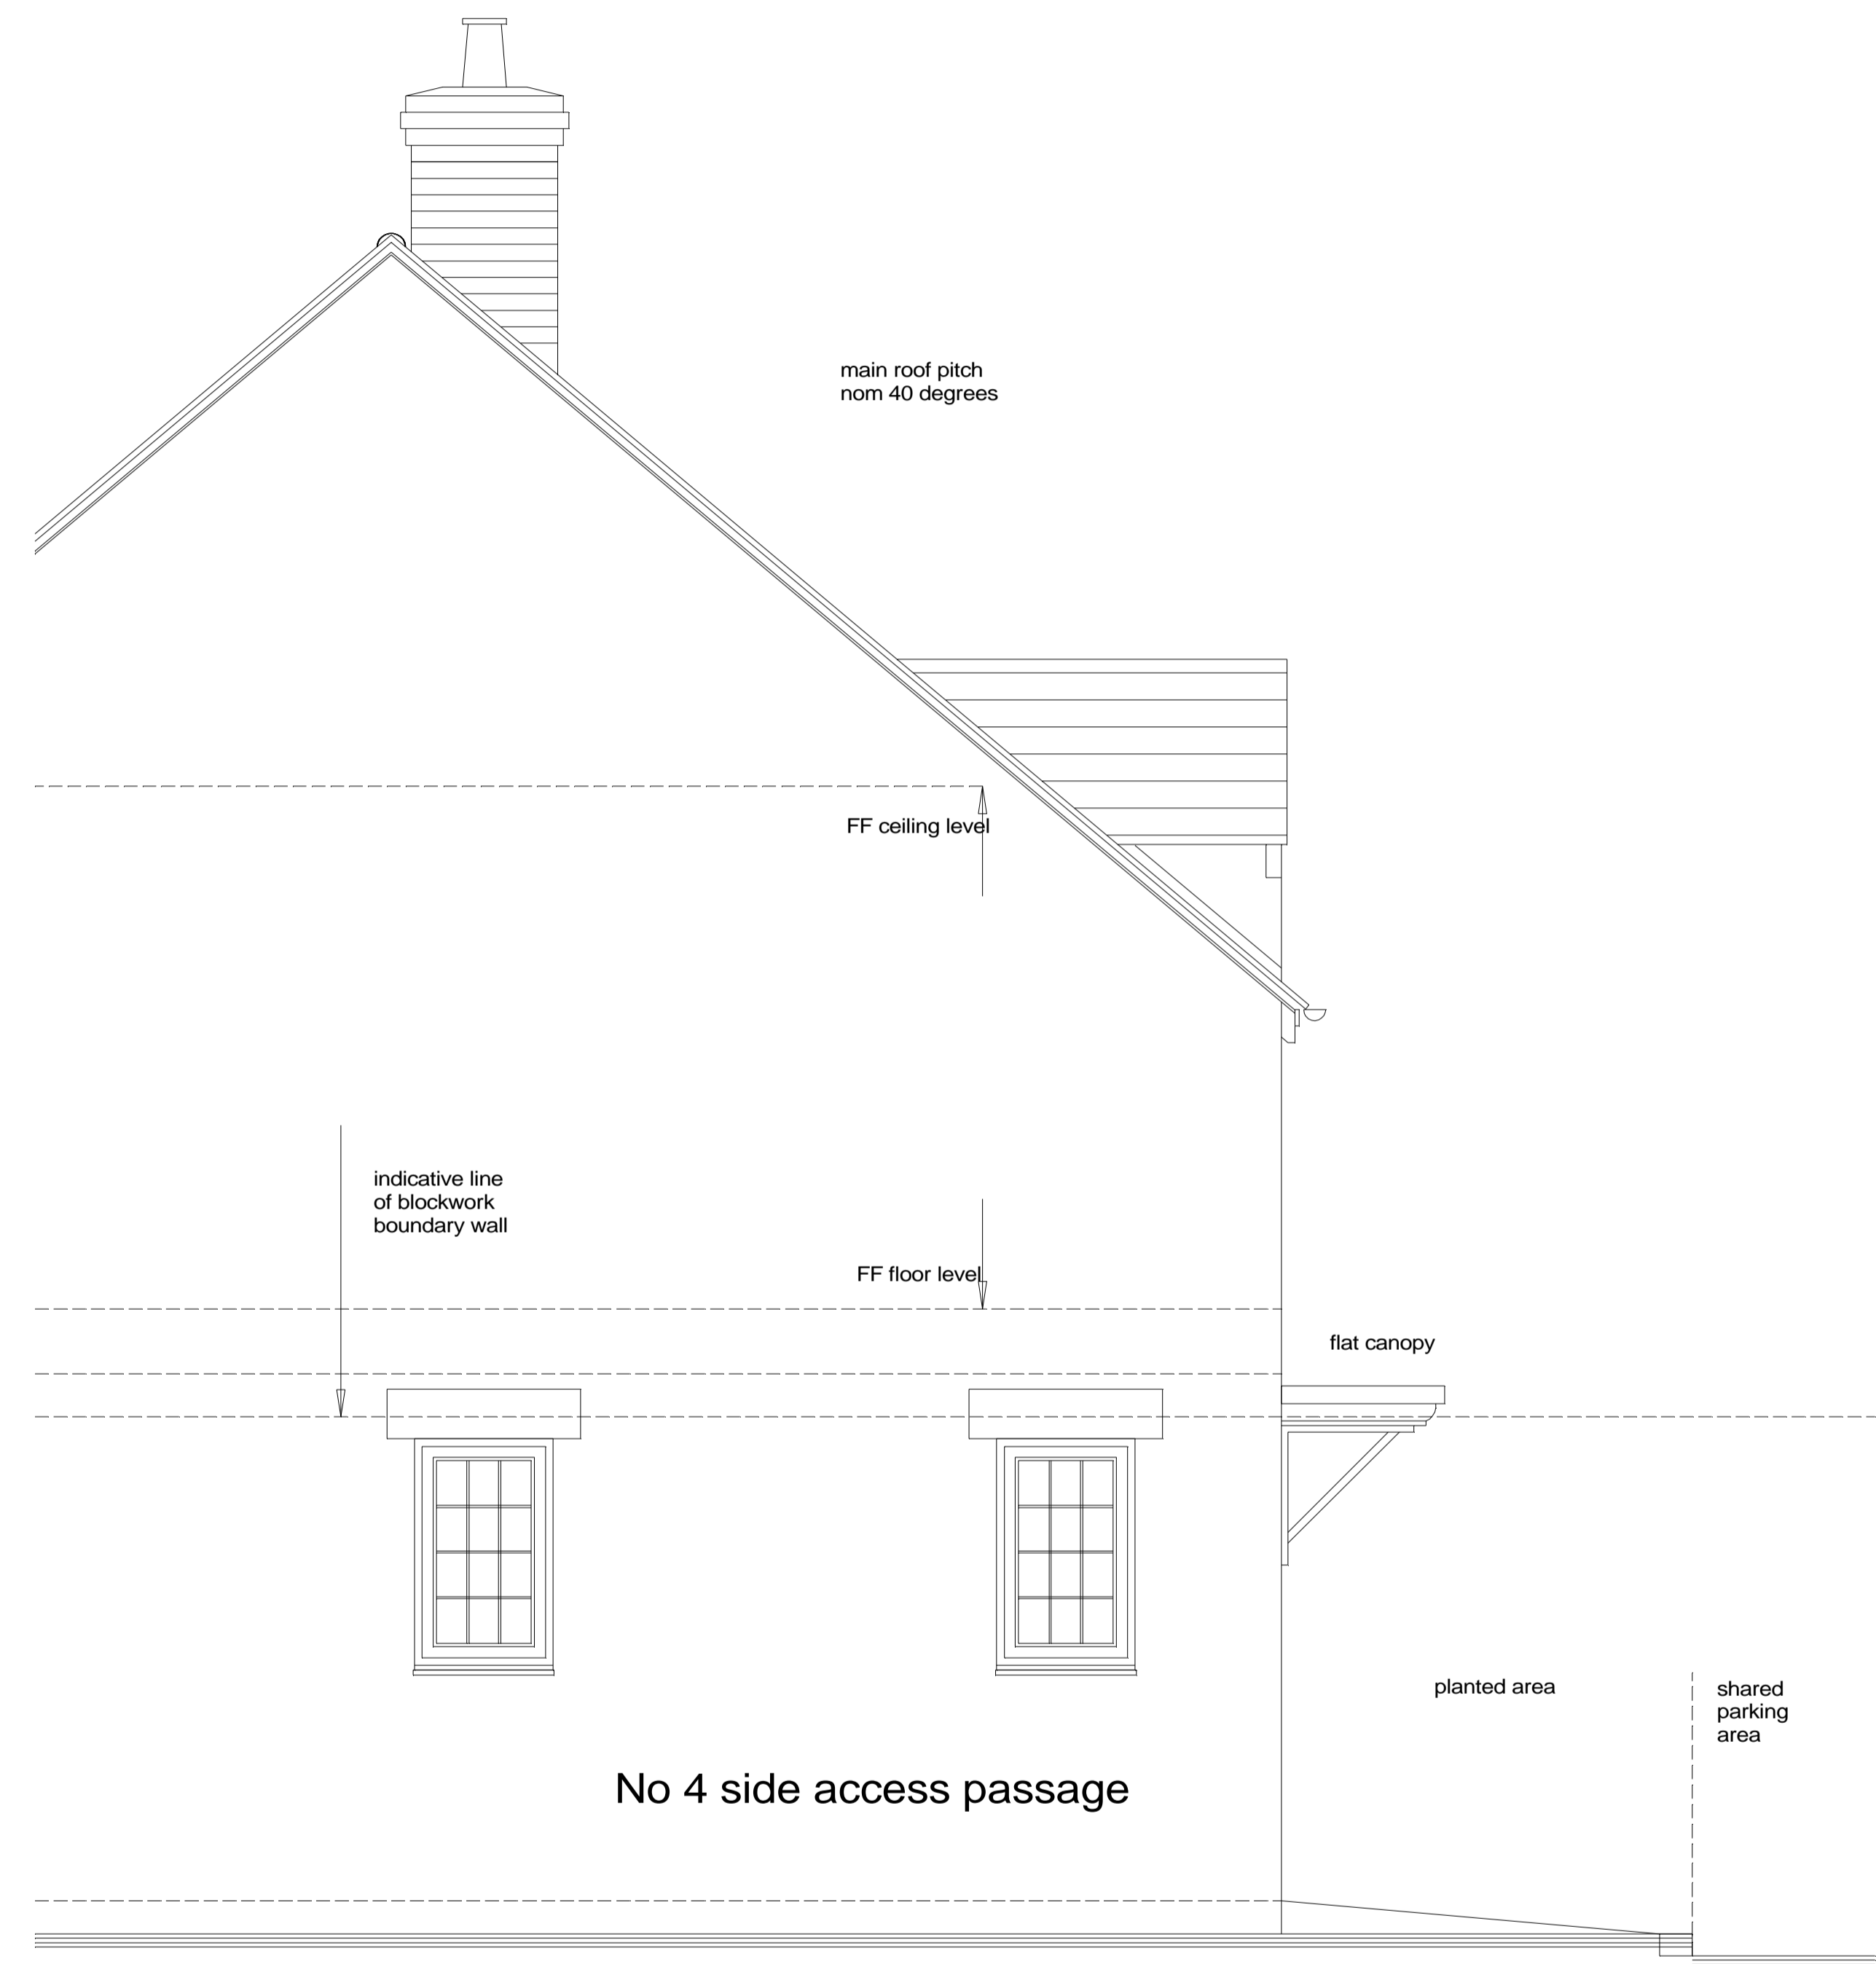 main roof pitch
nom 40 degrees
FF ceiling level
indicative line
of blockwork
boundary wall
FF floor level
flat canopy
planted area
shared
parking
area
No 4 side access passage